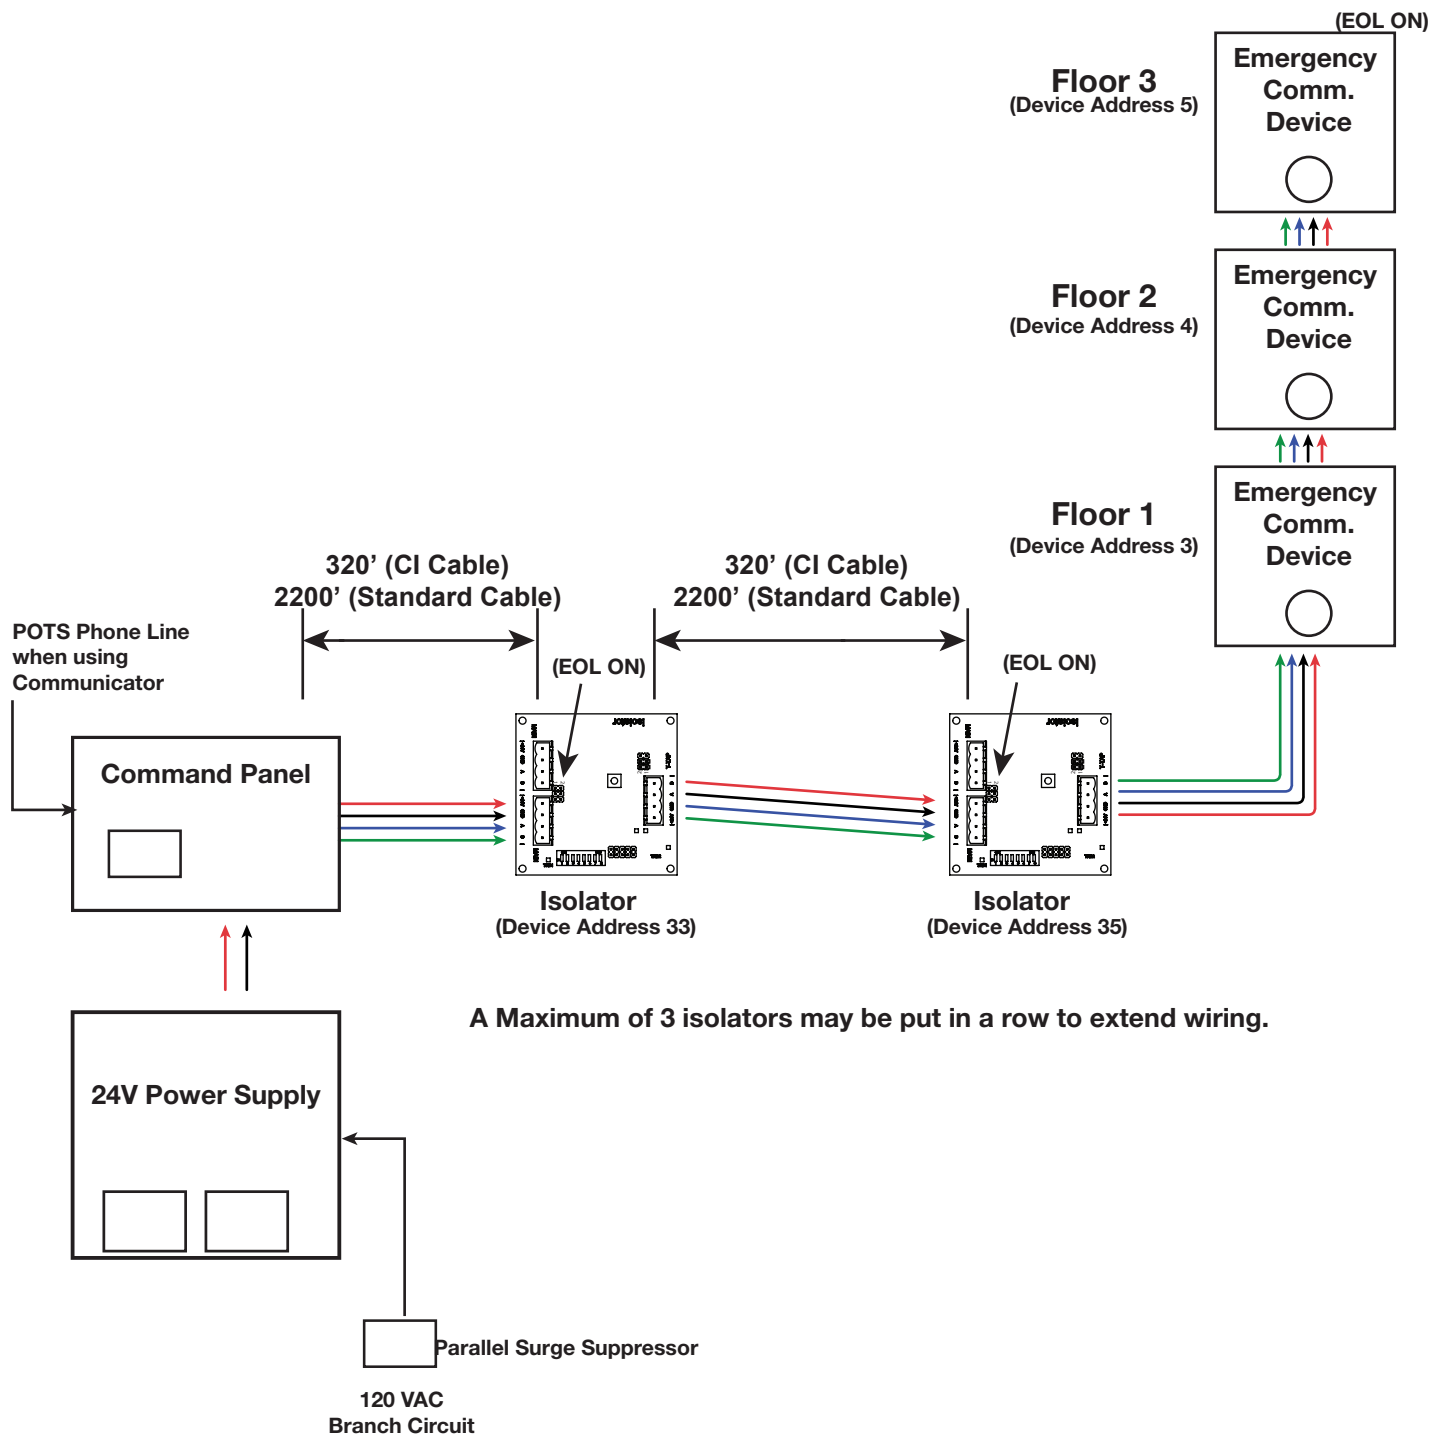 (EOL ON)
Emergency
Comm.
Device
Floor 3
(Device Address 5)
Emergency
Comm.
Device
Floor 2
(Device Address 4)
Emergency
Comm.
Device
Floor 1
(Device Address 3)
320’ (CI Cable)
2200’ (Standard Cable)
320’ (CI Cable)
2200’ (Standard Cable)
POTS Phone Line
when using
Communicator
(EOL ON)
(EOL ON)
Command Panel
Isolator
Isolator
Isolator
(Device Address 33)
Isolator
(Device Address 35)
A Maximum of 3 isolators may be put in a row to extend wiring.
24V Power Supply
Parallel Surge Suppressor
120 VAC
Branch Circuit